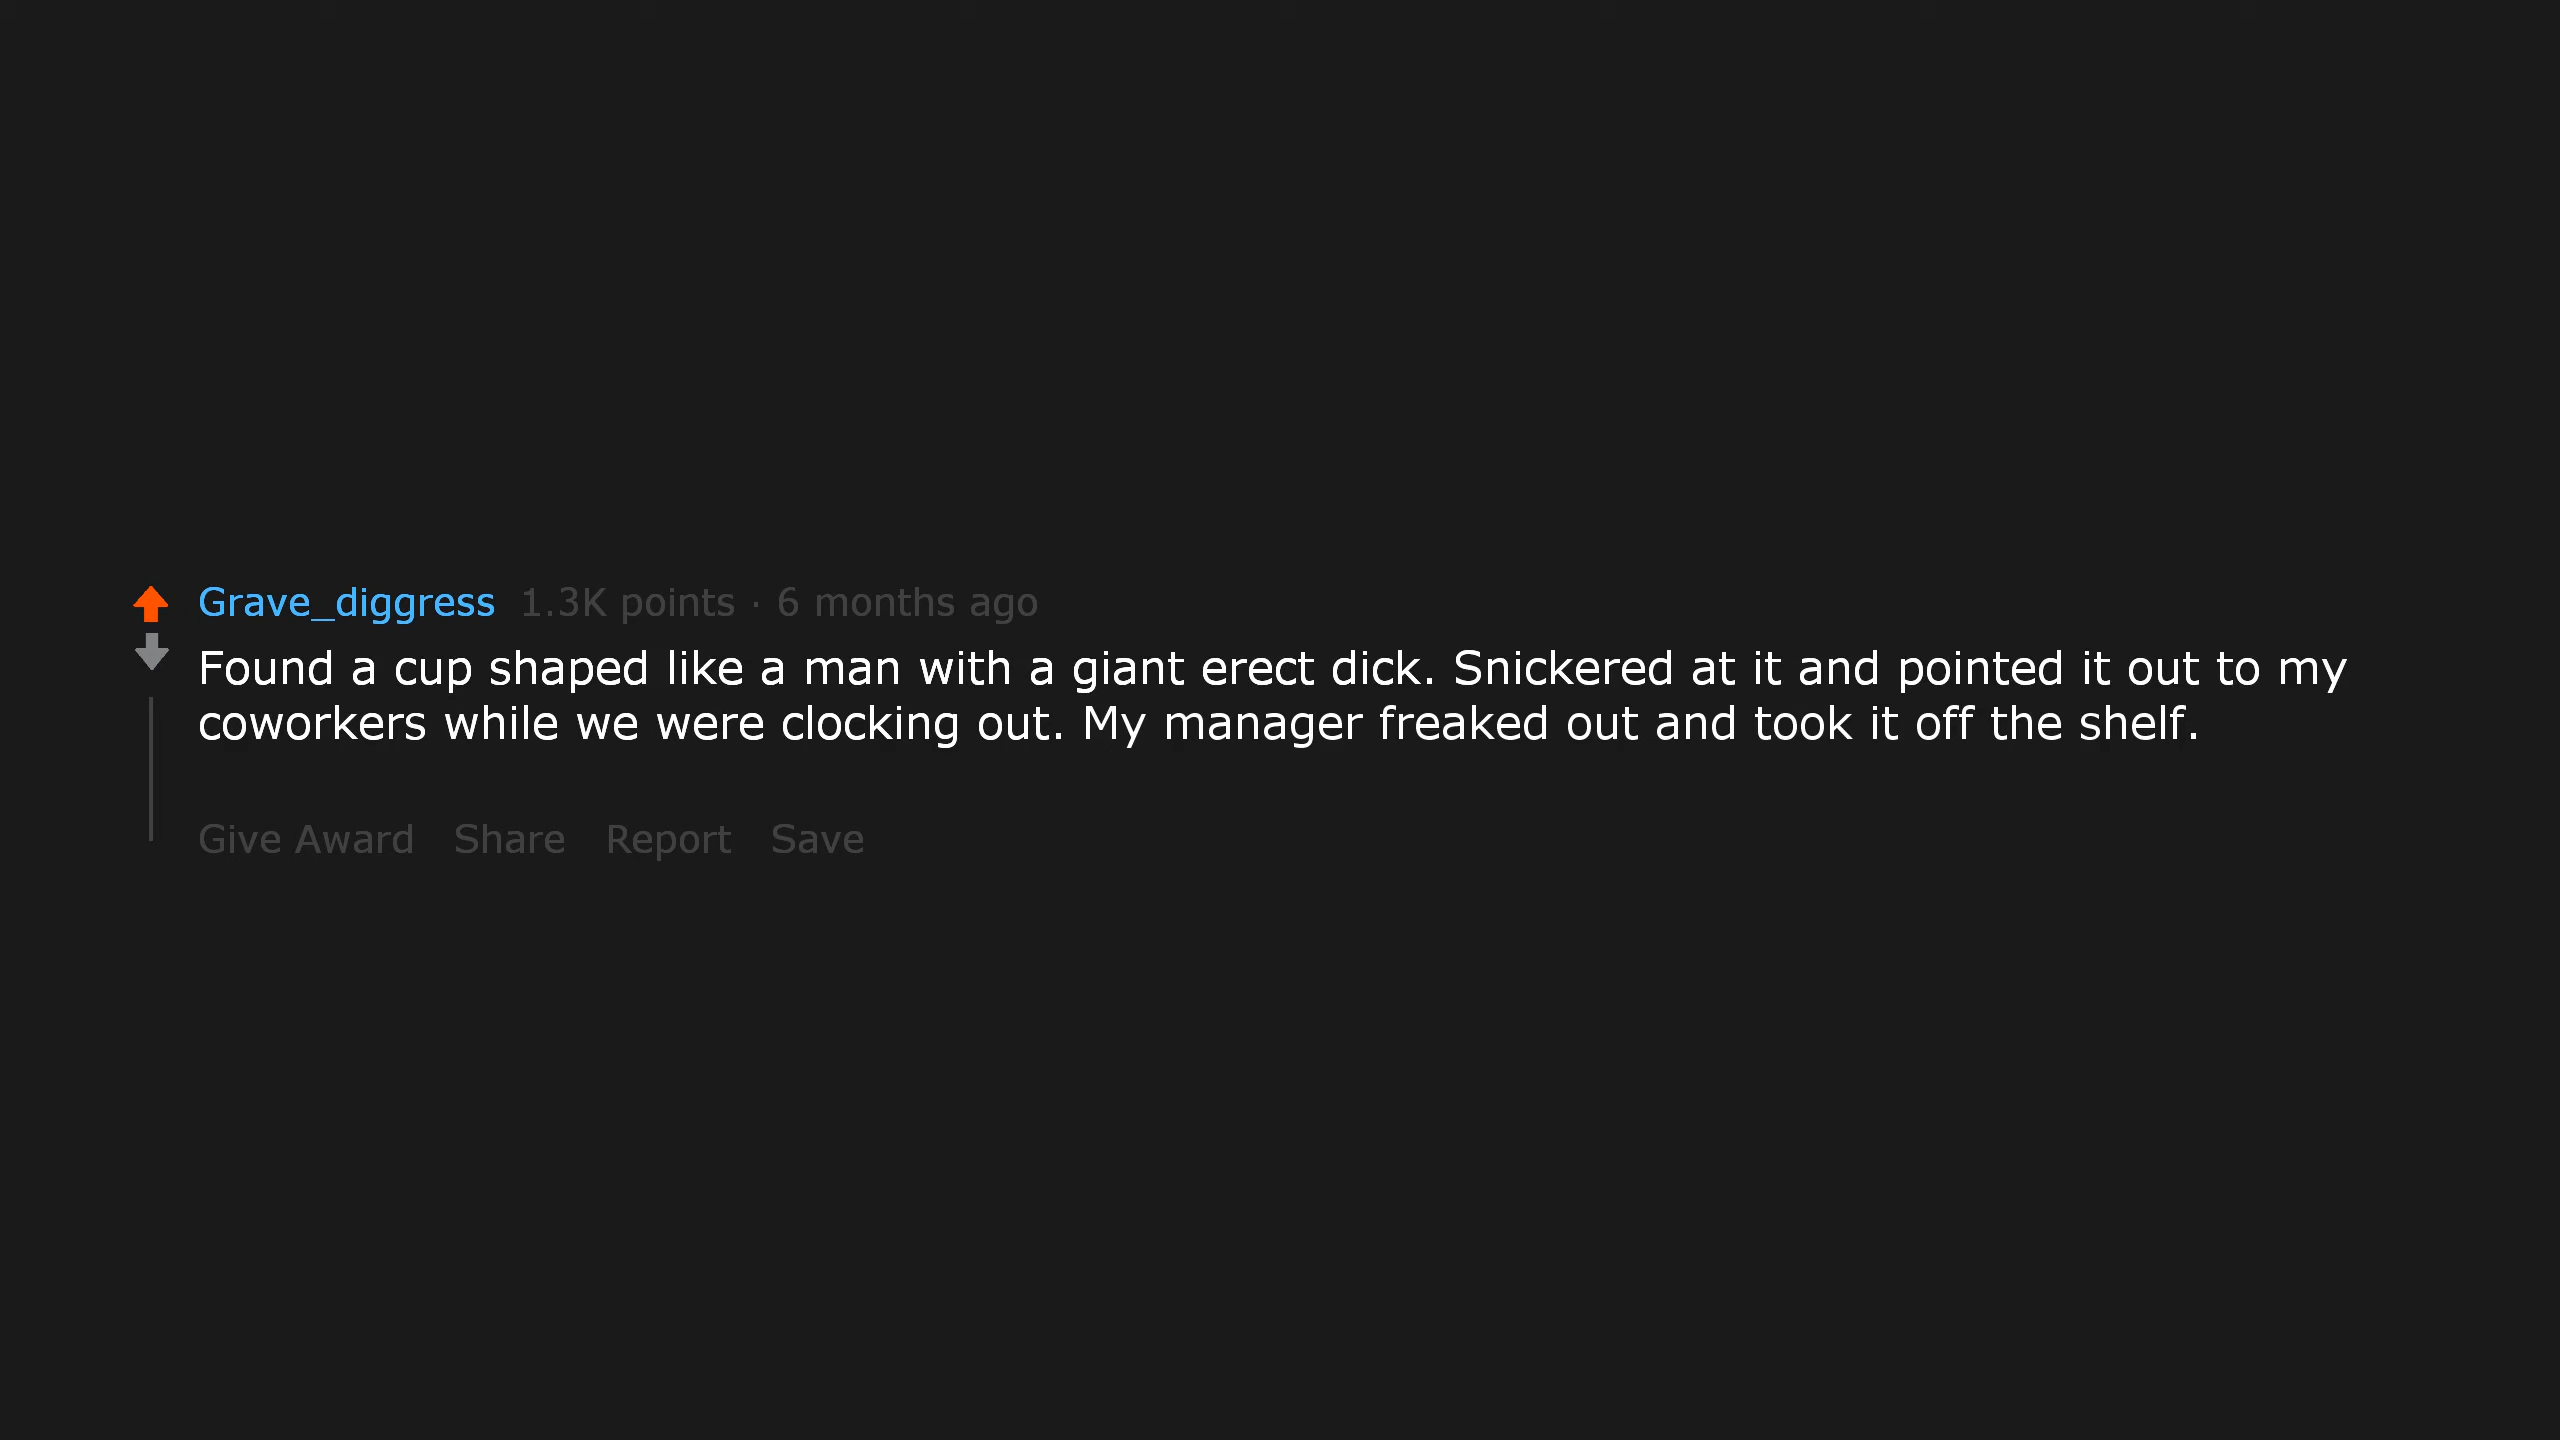 Grave_diggress 1.3K points · 6 months ago
Found a cup shaped like a man with a giant erect dick. Snickered at it and pointed it out to my
coworkers while we were clocking out. My manager freaked out and took it off the shelf.
Give Award Share Report Save